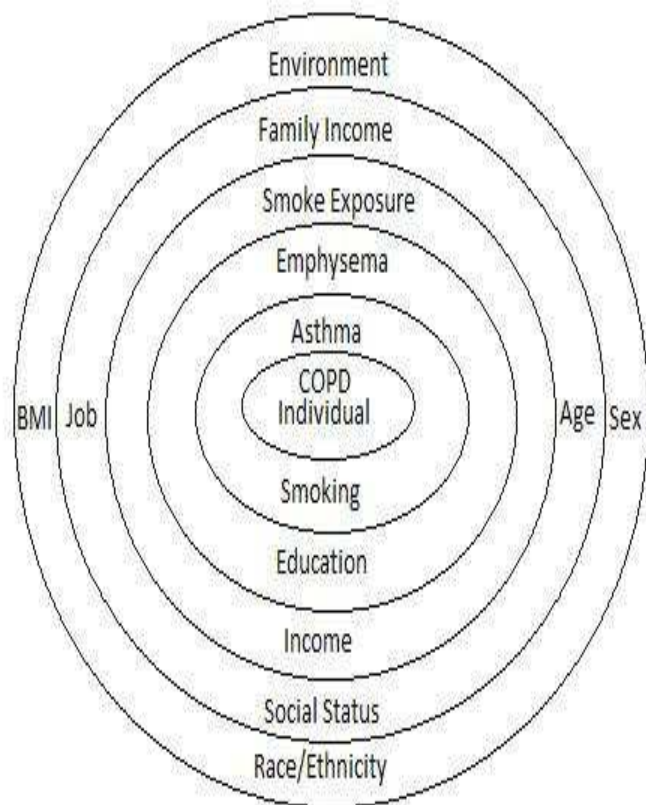 Environment
Family Income
Smoke Exposure
Emphysema
Asthma
COPD
Individual
BMI
Job
Age
Sex
Smoking
Education
Income
Social Status
Race/Ethnicity